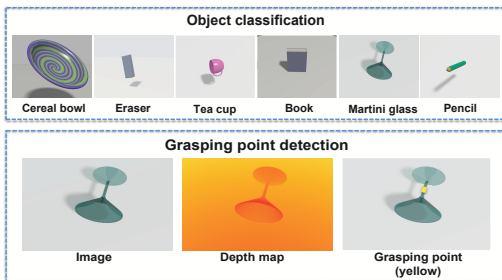 Object classification
Cereal bowl Eraser Tea cup Book Martini glass Pencil
Grasping point detection
Image Depth map Grasping point
(yellow)